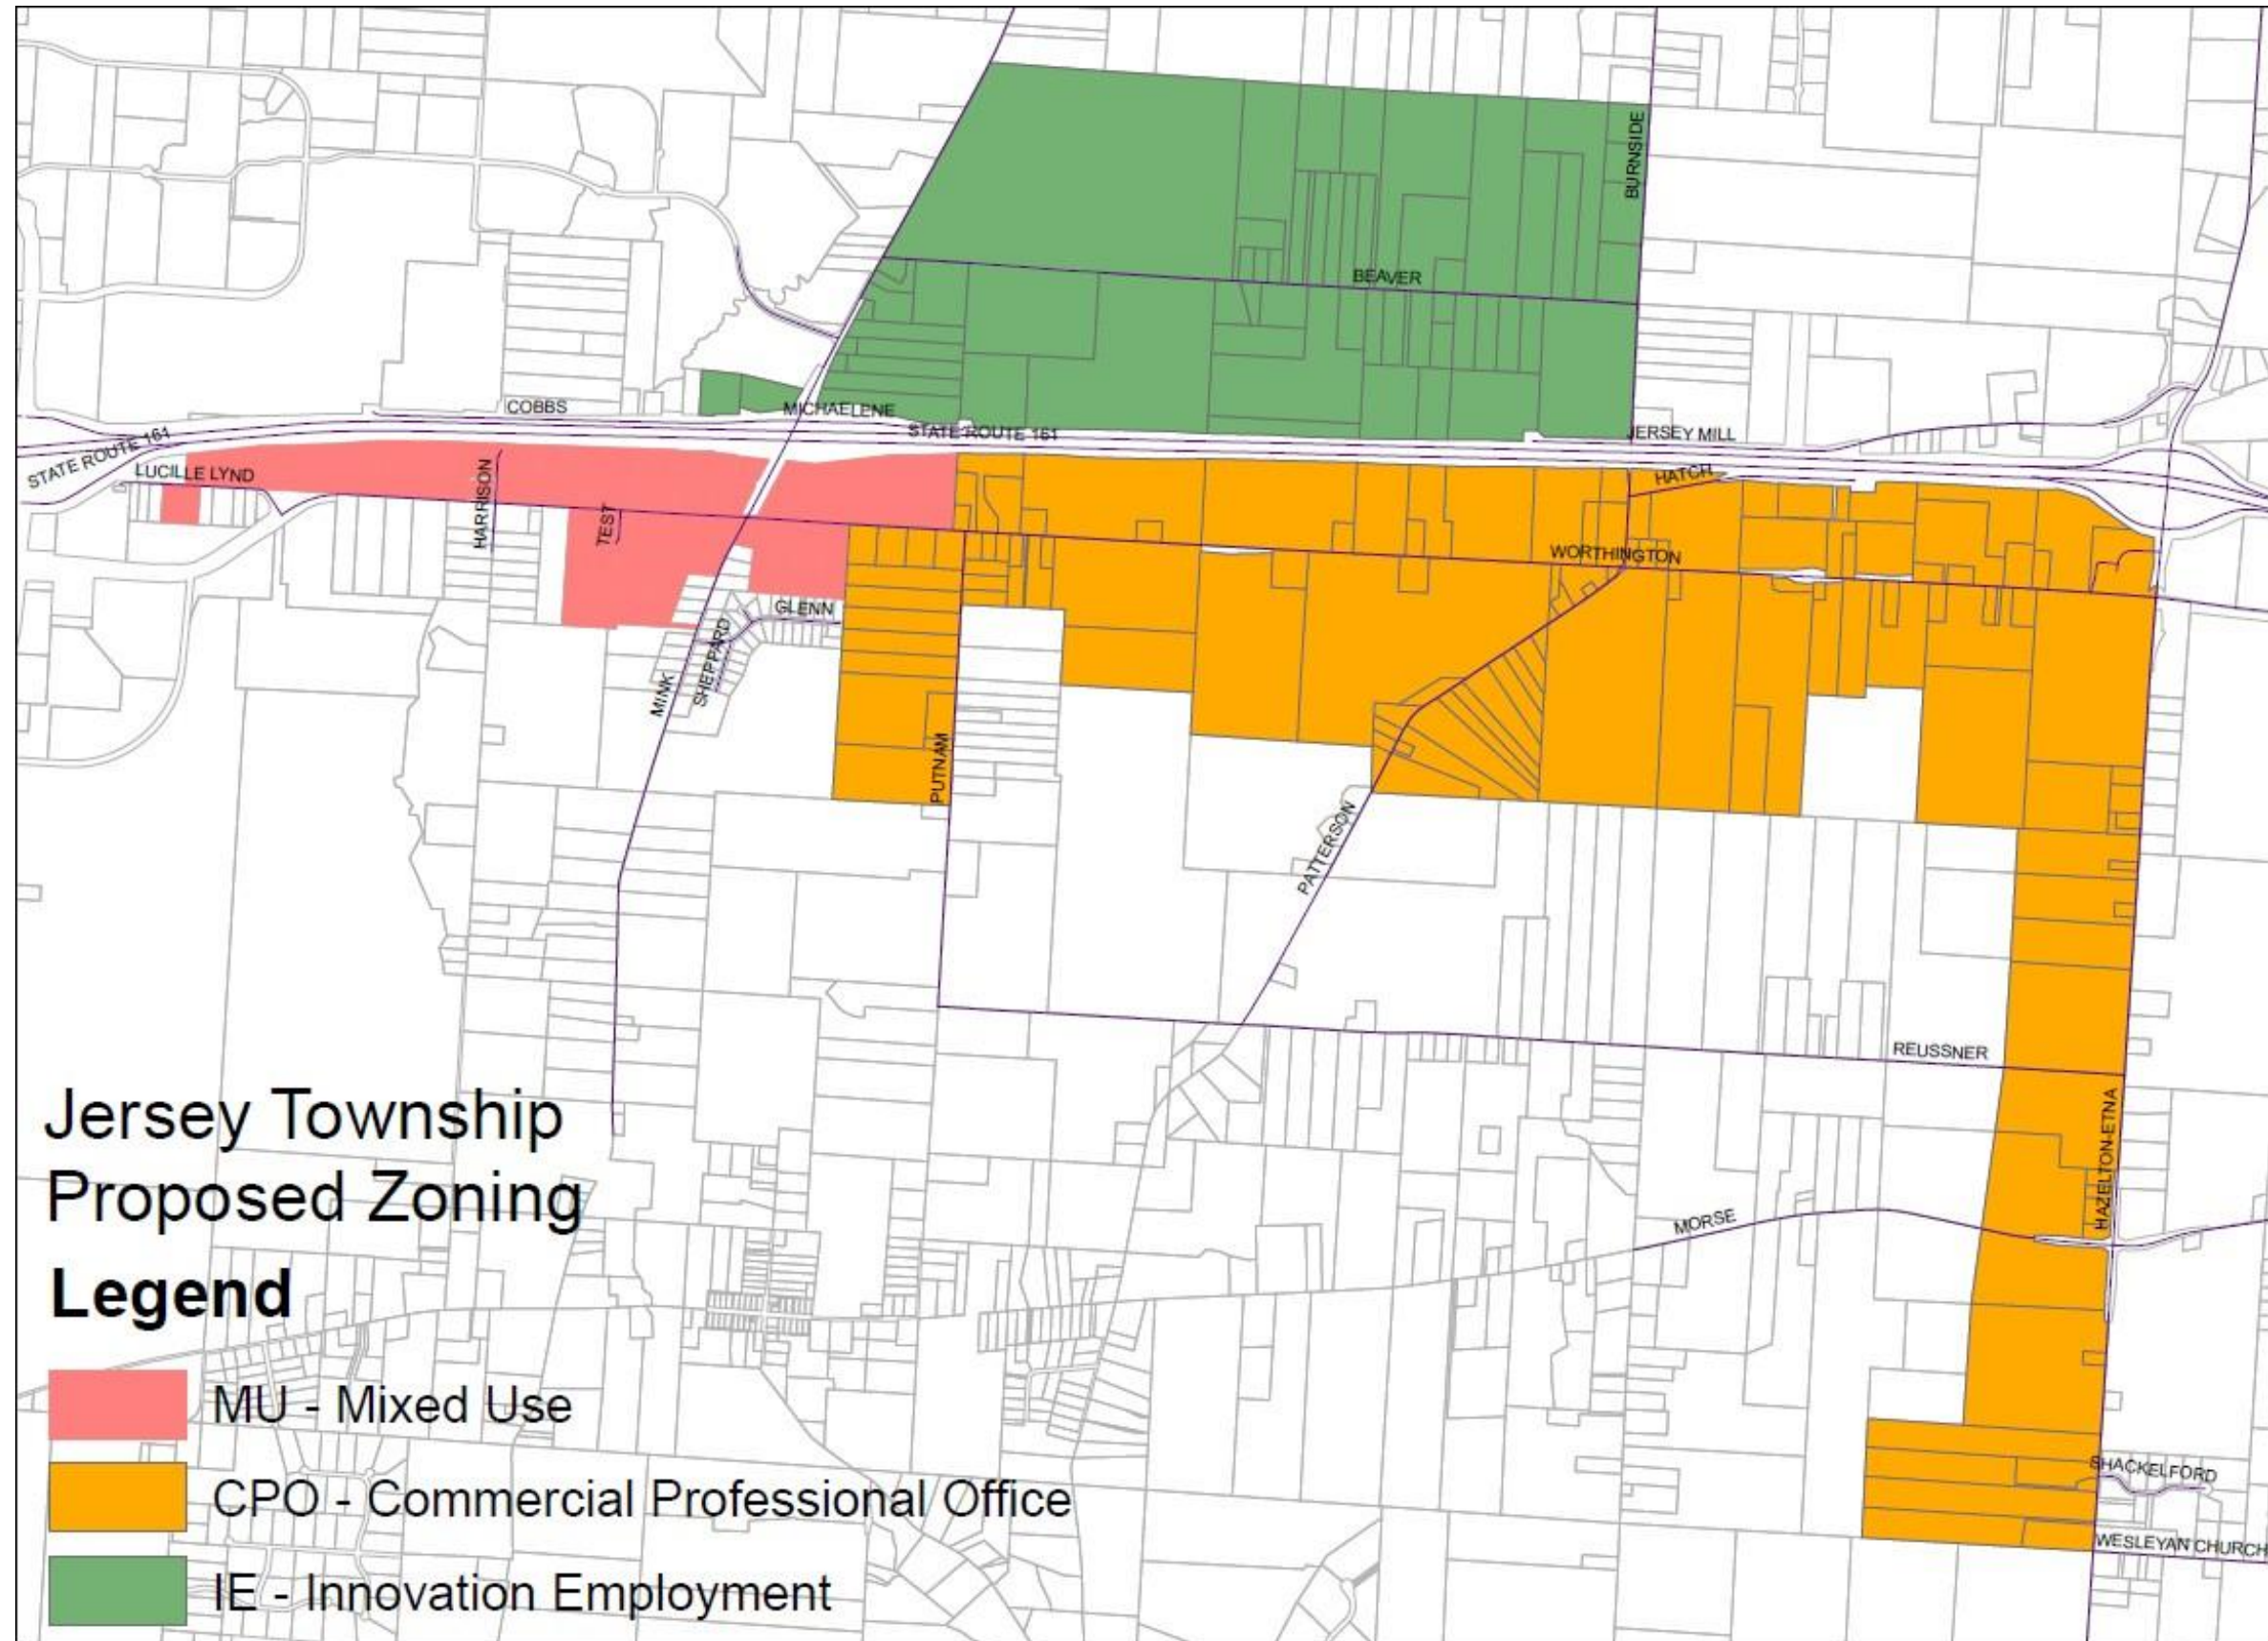 BURNSIDE
BEAVER
COBBS
MICHAELENE
STATE ROUTE 161
JERSEY MILL
STATE ROUTE 161
LUCILLE LYND
HARRISON
TEST
HATCH
WORTHINGTON
GLENN
SHEPPARD
MINK
PUTNAM
PATTERSON
REUSSNER
HAZELTON-ETNA
MORSE
SHACKELFORD
WESLEYAN CHURCH
Jersey Township
Proposed Zoning
Legend
MU - Mixed Use
CPO - Commercial Professional Office
IE - Innovation Employment